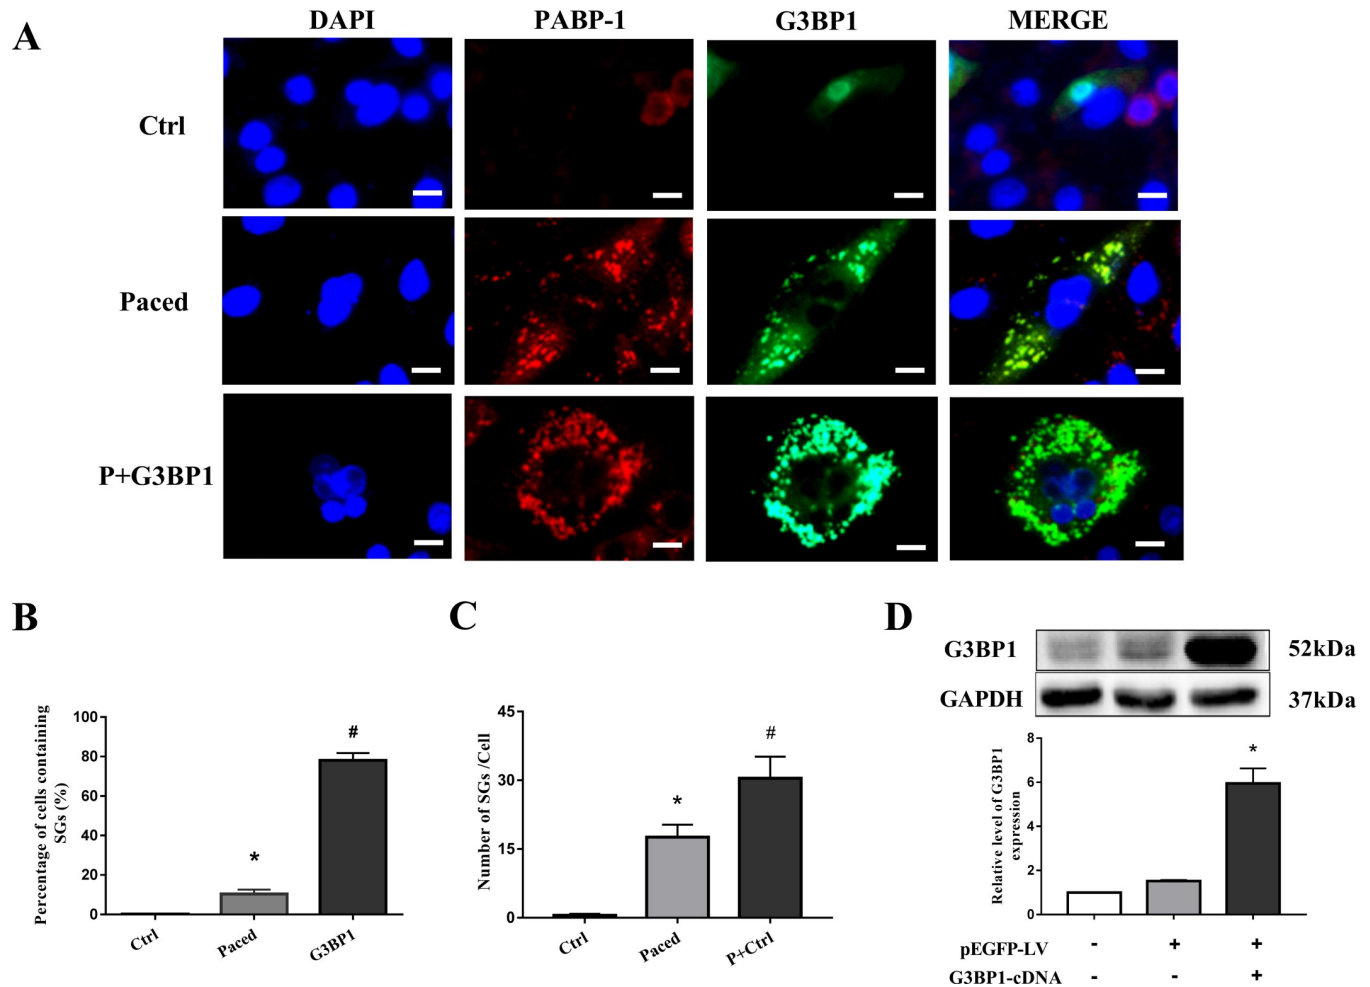 A
DAPI PABP-1 G3BP1 MERGE
Ctrl
Paced
P+G3BP1
B
Percentage of cells containing
SGs (%)
100
80
60
40
20
0
*
#
Ctrl Paced G3BP1
C
Number of SGs /Cell
45
30
15
0
*
#
Ctrl Paced P+Ctrl
D
G3BP1 52kDa
GAPDH 37kDa
Relative level of G3BP1
expression
8
6
4
2
0
*
pEGFP-LV - + +
G3BP1-cDNA - - +